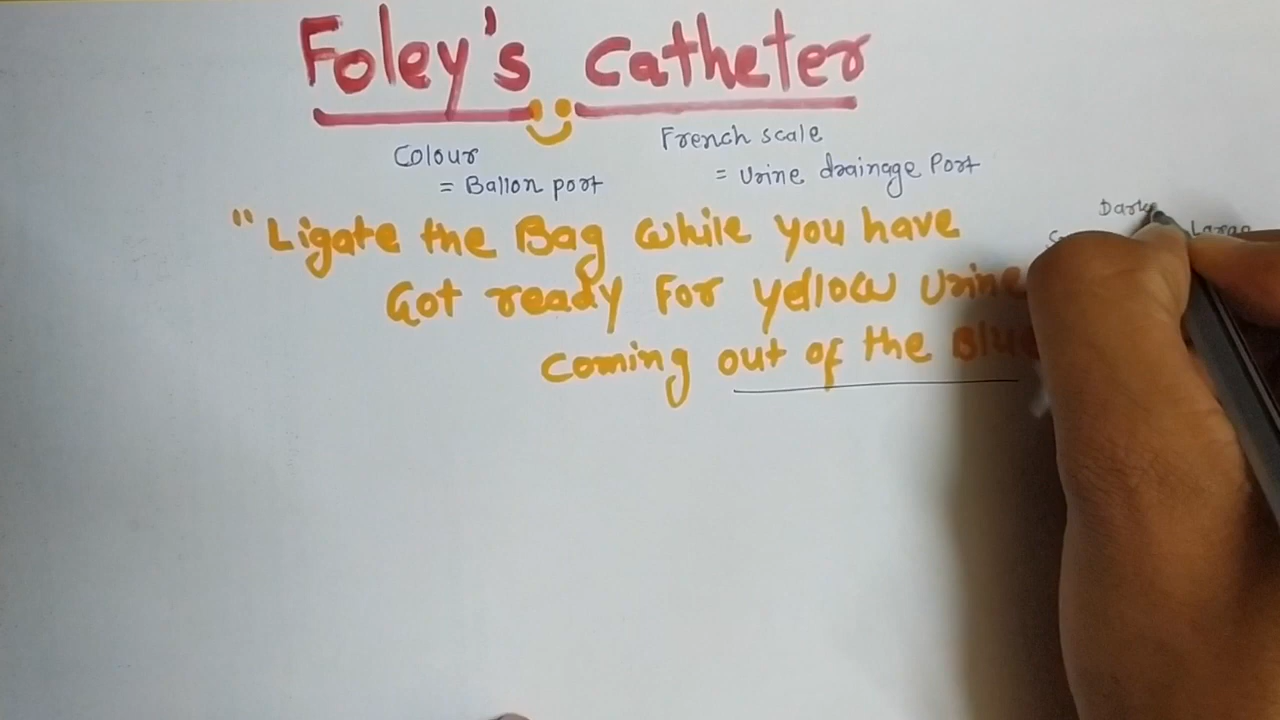 Foley's Catheter
Colour
= Ballon port
French scale
= Urine drainage Port
"Ligate the Bag while you have
Got ready For yellow Urine
coming out of the Blue